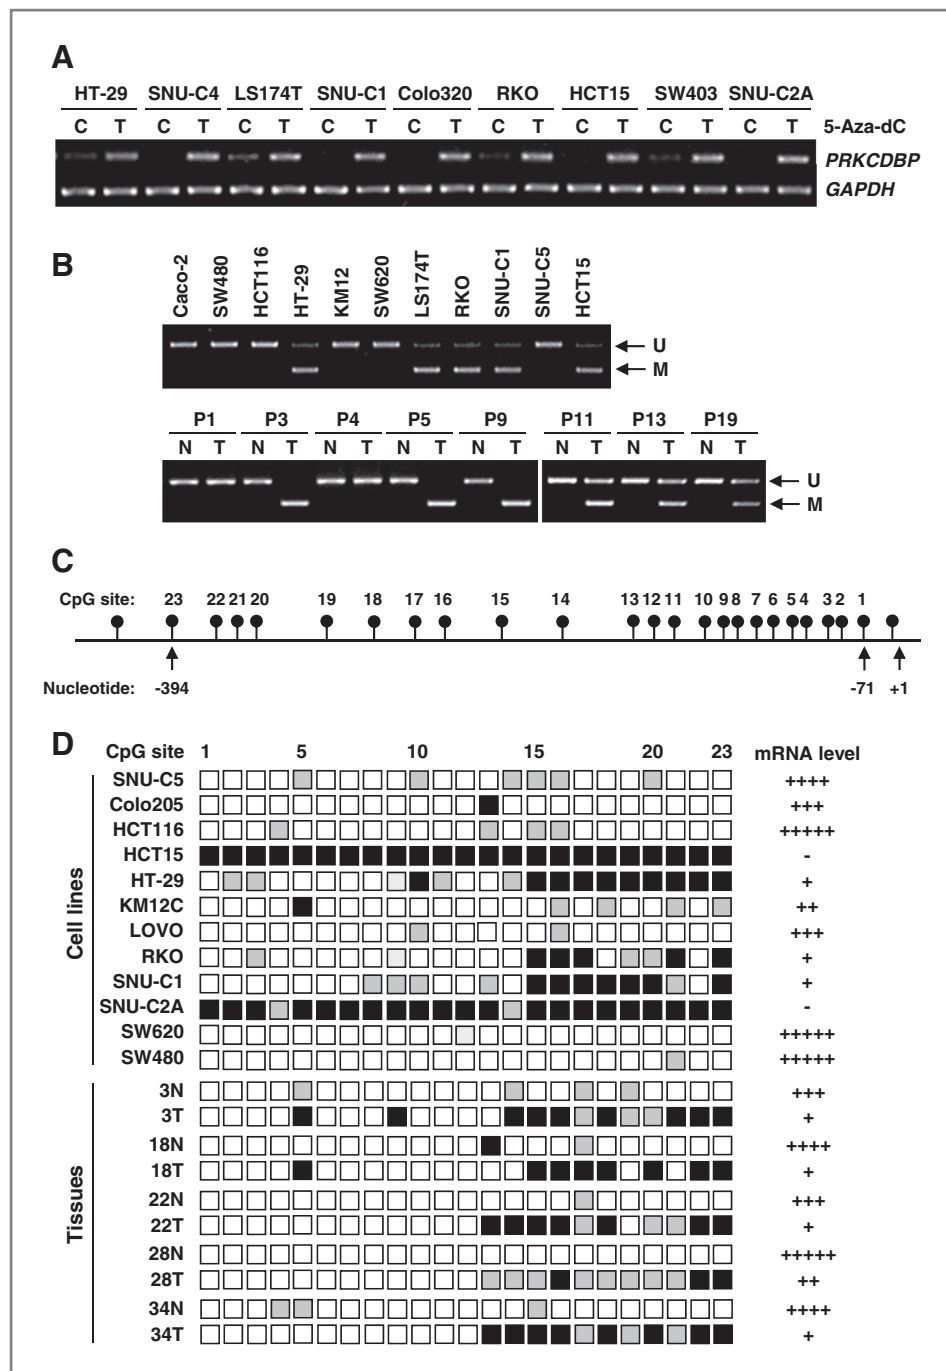 A
HT-29 SNU-C4 LS174T SNU-C1 Colo320 RKO HCT15 SW403 SNU-C2A
C T C T C T C T C T C T C T C T C T 5-Aza-dC
PRKCDBP
GAPDH
B
Caco-2 SW480 HCT116 HT-29 KM12 SW620 LS174T RKO SNU-C1 SNU-C5 HCT15
U
M
P1 P3 P4 P5 P9 P11 P13 P19
N T N T N T N T N T N T N T N T
U
M
C
CpG site: 23 22 21 20 19 18 17 16 15 14 13 12 11 10 9 8 7 6 5 4 3 2 1
Nucleotide: -394 -71 +1
D CpG site 1 5 10 15 20 23 mRNA level
Cell lines
SNU-C5 ++++
Colo205 +++
HCT116 +++++
HCT15 -
HT-29 +
KM12C ++
LOVO +++
RKO +
SNU-C1 +
SNU-C2A -
SW620 +++++
SW480 +++++
Tissues
3N +++
3T +
18N ++++
18T +
22N +++
22T +
28N +++++
28T ++
34N ++++
34T +